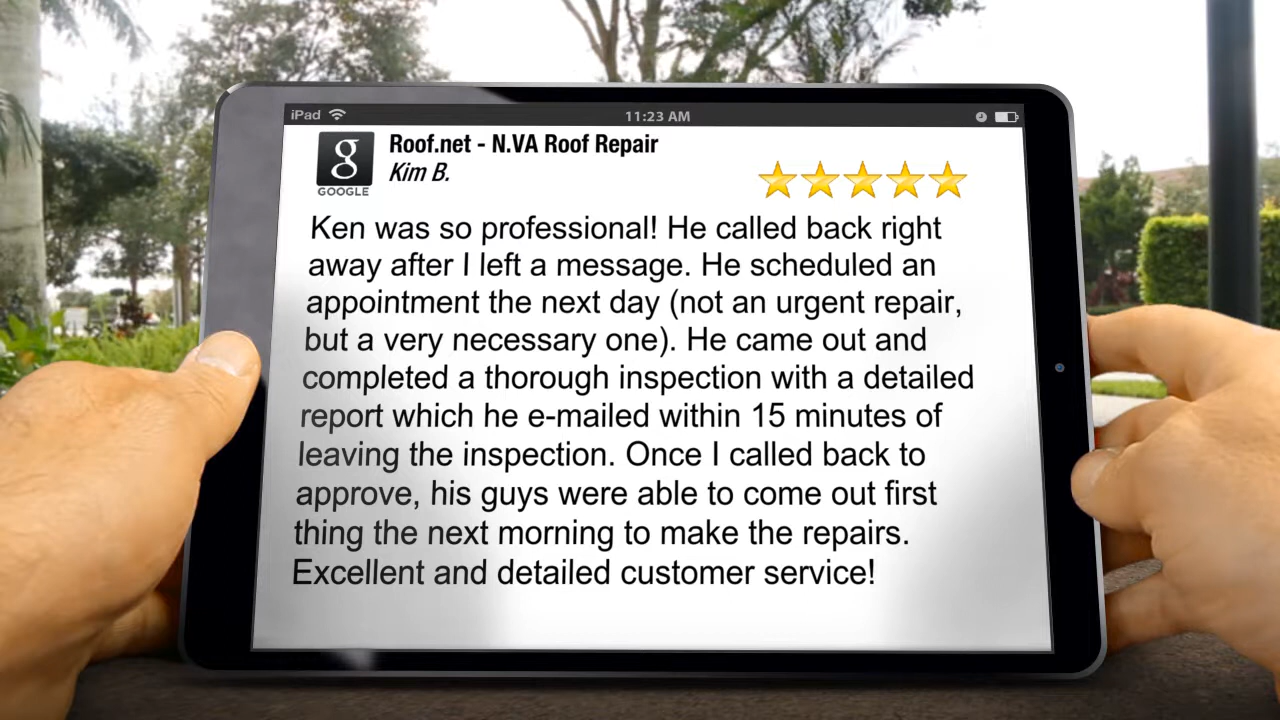 iPad 11:23 AM
g
GOOGLE
Roof.net - N.VA Roof Repair
Kim B.
Ken was so professional! He called back right
away after I left a message. He scheduled an
appointment the next day (not an urgent repair,
but a very necessary one). He came out and
completed a thorough inspection with a detailed
report which he e-mailed within 15 minutes of
leaving the inspection. Once I called back to
approve, his guys were able to come out first
thing the next morning to make the repairs.
Excellent and detailed customer service!